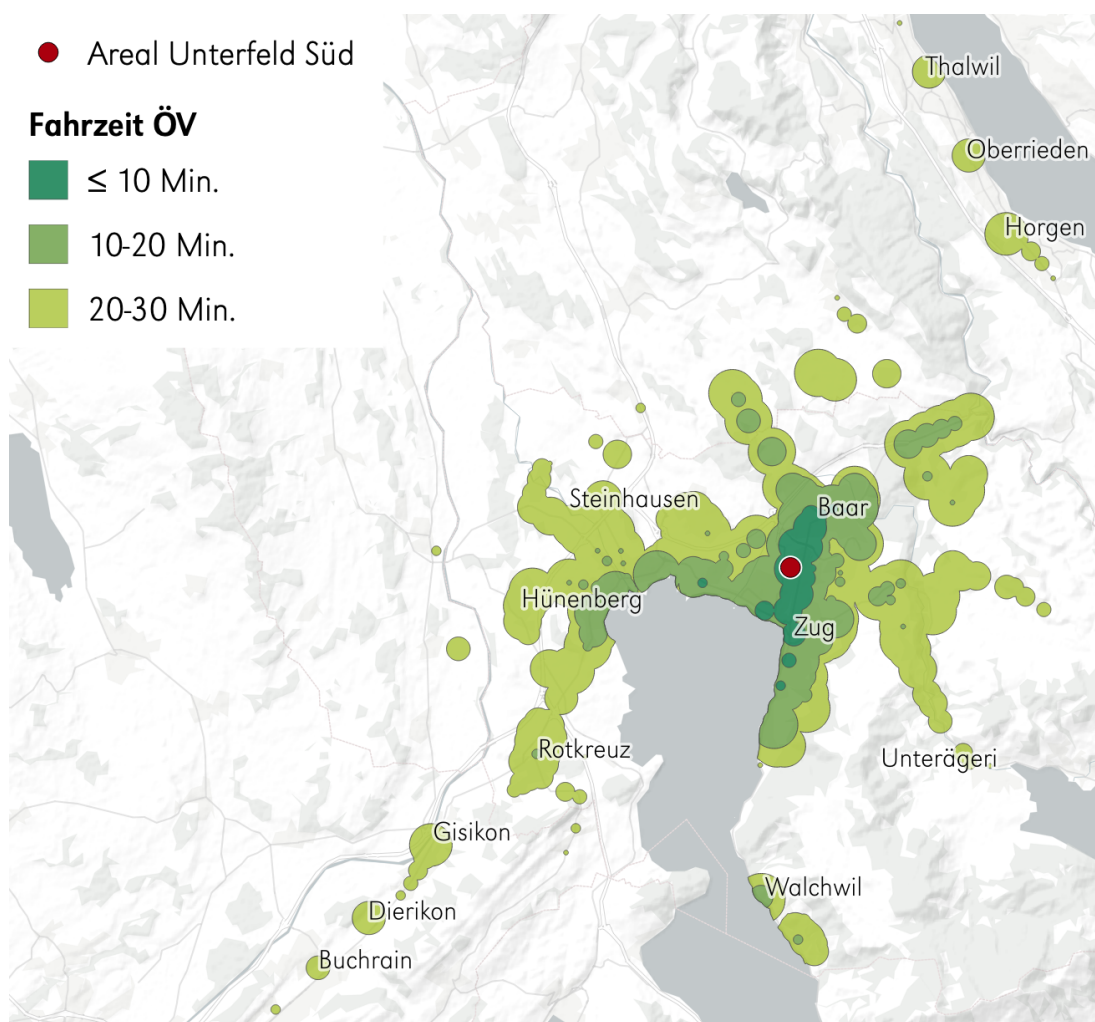 Areal Unterfeld Süd
Fahrzeit ÖV
≤ 10 Min.
10-20 Min.
20-30 Min.
Thalwil
Oberrieden
Horgen
Steinhausen
Baar
Hünenberg
Zug
Rotkreuz
Unterägeri
Gisikon
Walchwil
Dierikon
Buchrain